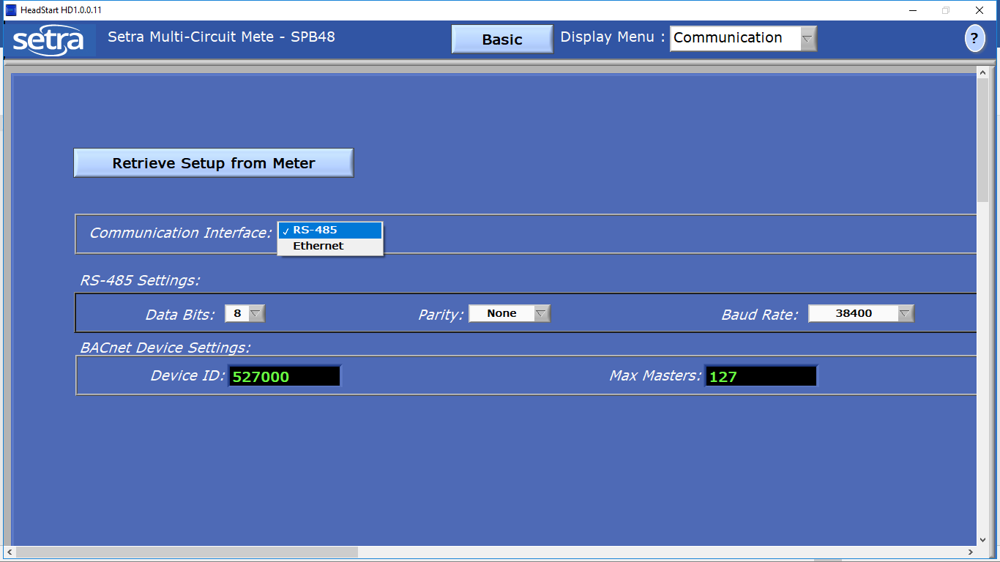 HeadStart HD1.0.0.11
setra Setra Multi-Circuit Mete - SPB48 Basic Display Menu : Communication ?
Retrieve Setup from Meter
Communication Interface: ✓ RS-485
Ethernet
RS-485 Settings:
Data Bits: 8 Parity: None Baud Rate: 38400
BACnet Device Settings:
Device ID: 527000 Max Masters: 127